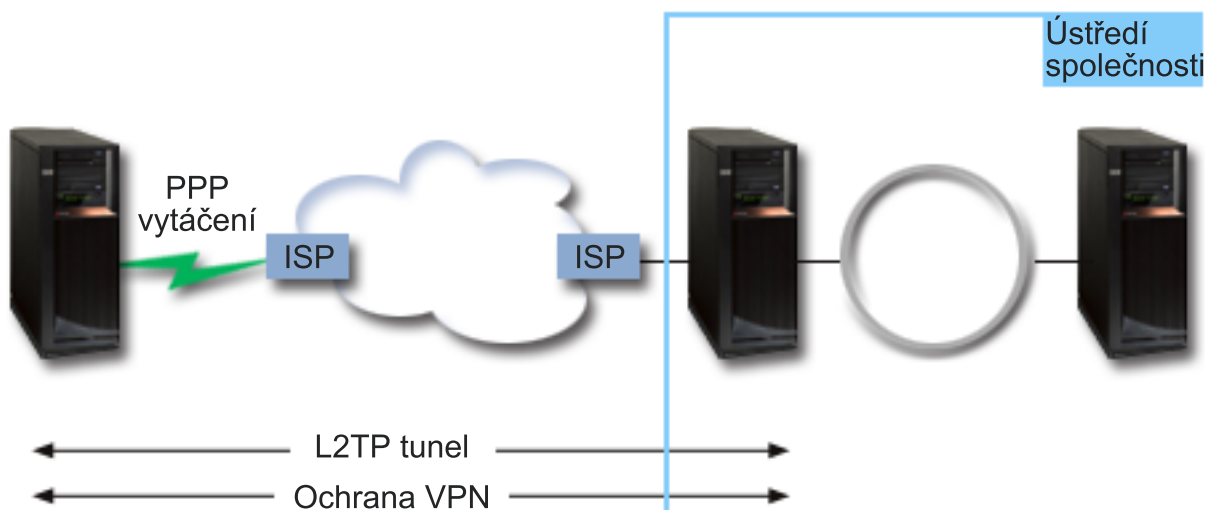 Ústředí
společnosti
PPP
vytáčení
ISP
ISP
L2TP tunel
Ochrana VPN